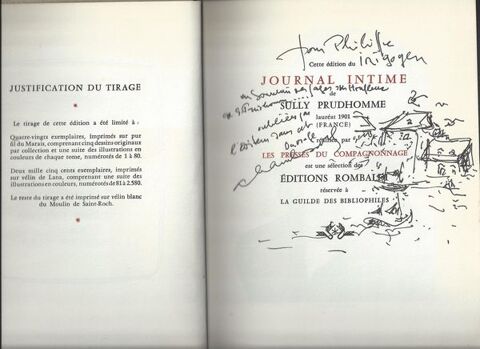 JUSTIFICATION DU TIRAGE
Le tirage de cette édition a été limité à :
Quatre-vingts exemplaires, imprimés sur pur
fil du Marais, comprenant cinq dessins originaux
par collection et une suite des illustrations en
couleurs de chaque tome, numérotés de 1 à 80.
Deux mille cinq cents exemplaires, imprimés
sur vélin de Lana, comprenant une suite des
illustrations en couleurs, numérotés de 81 à 2.580.
Le reste du tirage a été imprimé sur vélin blanc
du Moulin de Saint-Roch.
pour Philippe
Cette édition du
JOURNAL INTIME
de
SULLY PRUDHOMME
lauréat 1901
(FRANCE)
réalisée par
LES PRESSES DU COMPAGNONNAGE
est une sélection des
ÉDITIONS ROMBALDI
réservée à
LA GUILDE DES BIBLIOPHILES